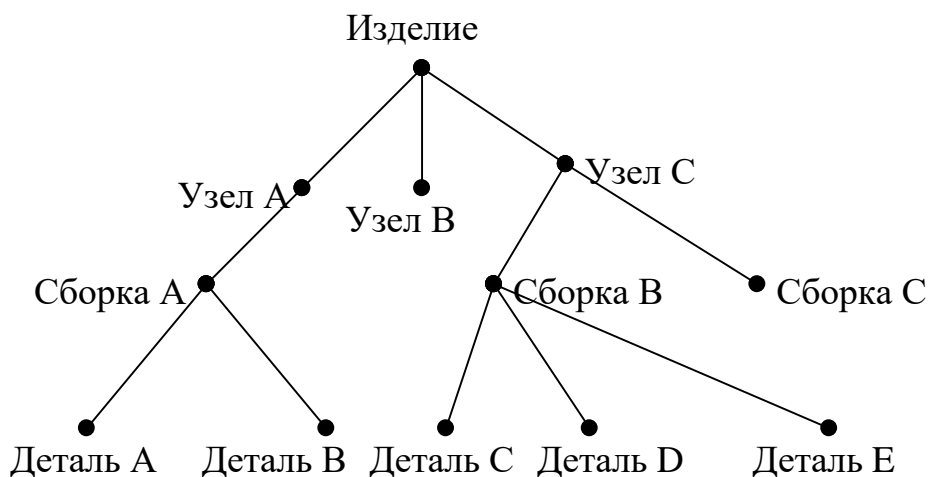 Изделие
Узел A
Узел B
Узел C
Сборка A
Сборка B
Сборка C
Деталь A
Деталь B
Деталь C
Деталь D
Деталь E